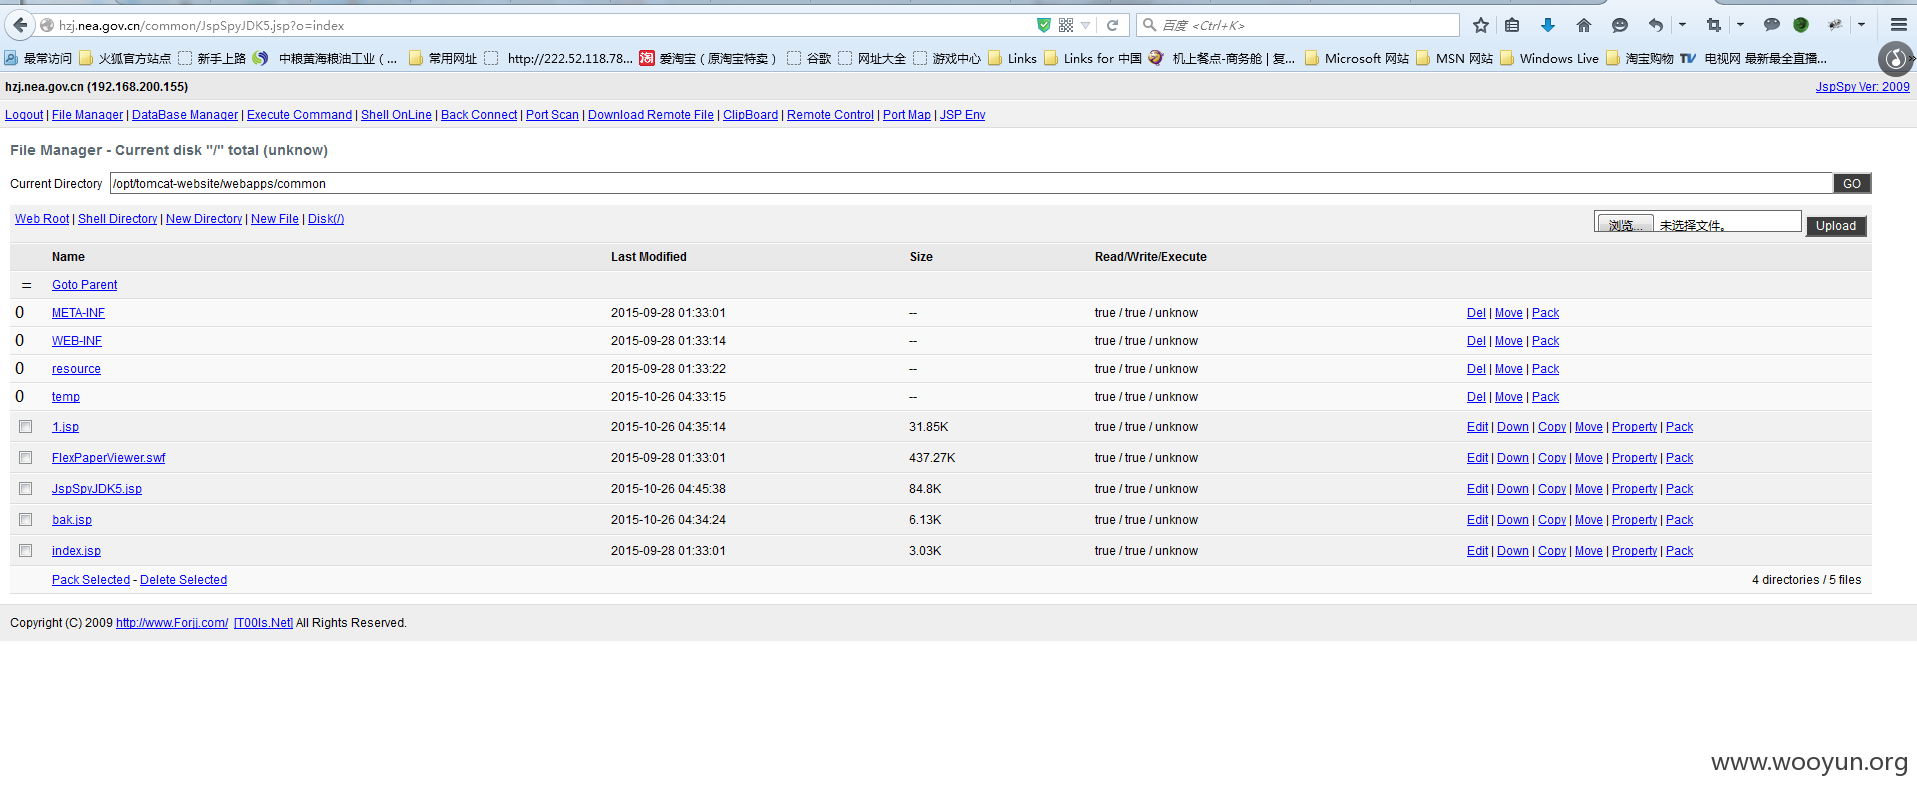 hzj.nea.gov.cn/common/JspSpyJDK5.jsp?o=index
百度 <Ctrl+K>
最常访问 火狐官方站点 新手上路 中粮黄海粮油工业（... 常用网址 http://222.52.118.78... 爱淘宝（原淘宝特卖） 谷歌 网址大全 游戏中心 Links Links for 中国 机上餐点-商务舱 | 复... Microsoft 网站 MSN 网站 Windows Live 淘宝购物 电视网 最新最全直播...
hzj.nea.gov.cn (192.168.200.155) JspSpy Ver: 2009
Logout | File Manager | DataBase Manager | Execute Command | Shell OnLine | Back Connect | Port Scan | Download Remote File | ClipBoard | Remote Control | Port Map | JSP Env
File Manager - Current disk "/" total (unknow)
Current Directory /opt/tomcat-website/webapps/common GO
Web Root | Shell Directory | New Directory | New File | Disk(/) 浏览... 未选择文件。 Upload
Name Last Modified Size Read/Write/Execute
= Goto Parent
0 META-INF 2015-09-28 01:33:01 -- true / true / unknow Del | Move | Pack
0 WEB-INF 2015-09-28 01:33:14 -- true / true / unknow Del | Move | Pack
0 resource 2015-09-28 01:33:22 -- true / true / unknow Del | Move | Pack
0 temp 2015-10-26 04:33:15 -- true / true / unknow Del | Move | Pack
1.jsp 2015-10-26 04:35:14 31.85K true / true / unknow Edit | Down | Copy | Move | Property | Pack
FlexPaperViewer.swf 2015-09-28 01:33:01 437.27K true / true / unknow Edit | Down | Copy | Move | Property | Pack
JspSpyJDK5.jsp 2015-10-26 04:45:38 84.8K true / true / unknow Edit | Down | Copy | Move | Property | Pack
bak.jsp 2015-10-26 04:34:24 6.13K true / true / unknow Edit | Down | Copy | Move | Property | Pack
index.jsp 2015-09-28 01:33:01 3.03K true / true / unknow Edit | Down | Copy | Move | Property | Pack
Pack Selected - Delete Selected 4 directories / 5 files
Copyright (C) 2009 http://www.Forjj.com/ [T00ls.Net] All Rights Reserved.
www.wooyun.org